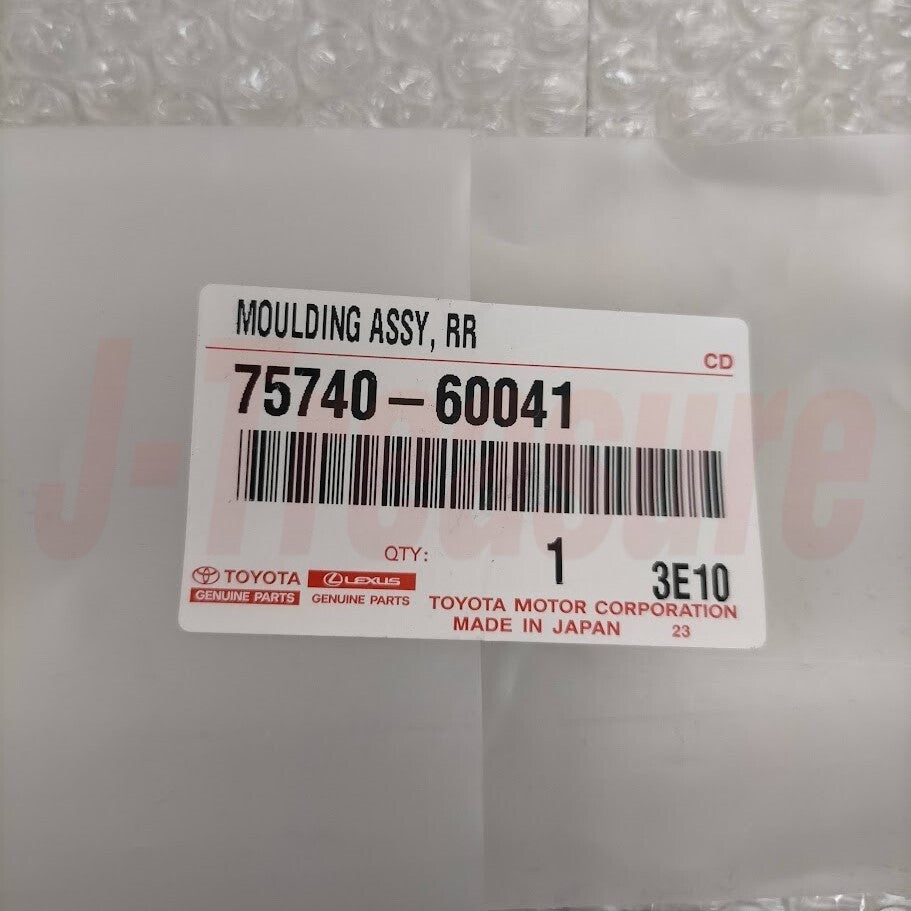 MOULDING ASSY, RR
CD
75740-60041
J-Treasure
QTY: 1 3E10
TOYOTA LEXUS
GENUINE PARTS GENUINE PARTS
TOYOTA MOTOR CORPORATION
MADE IN JAPAN 23